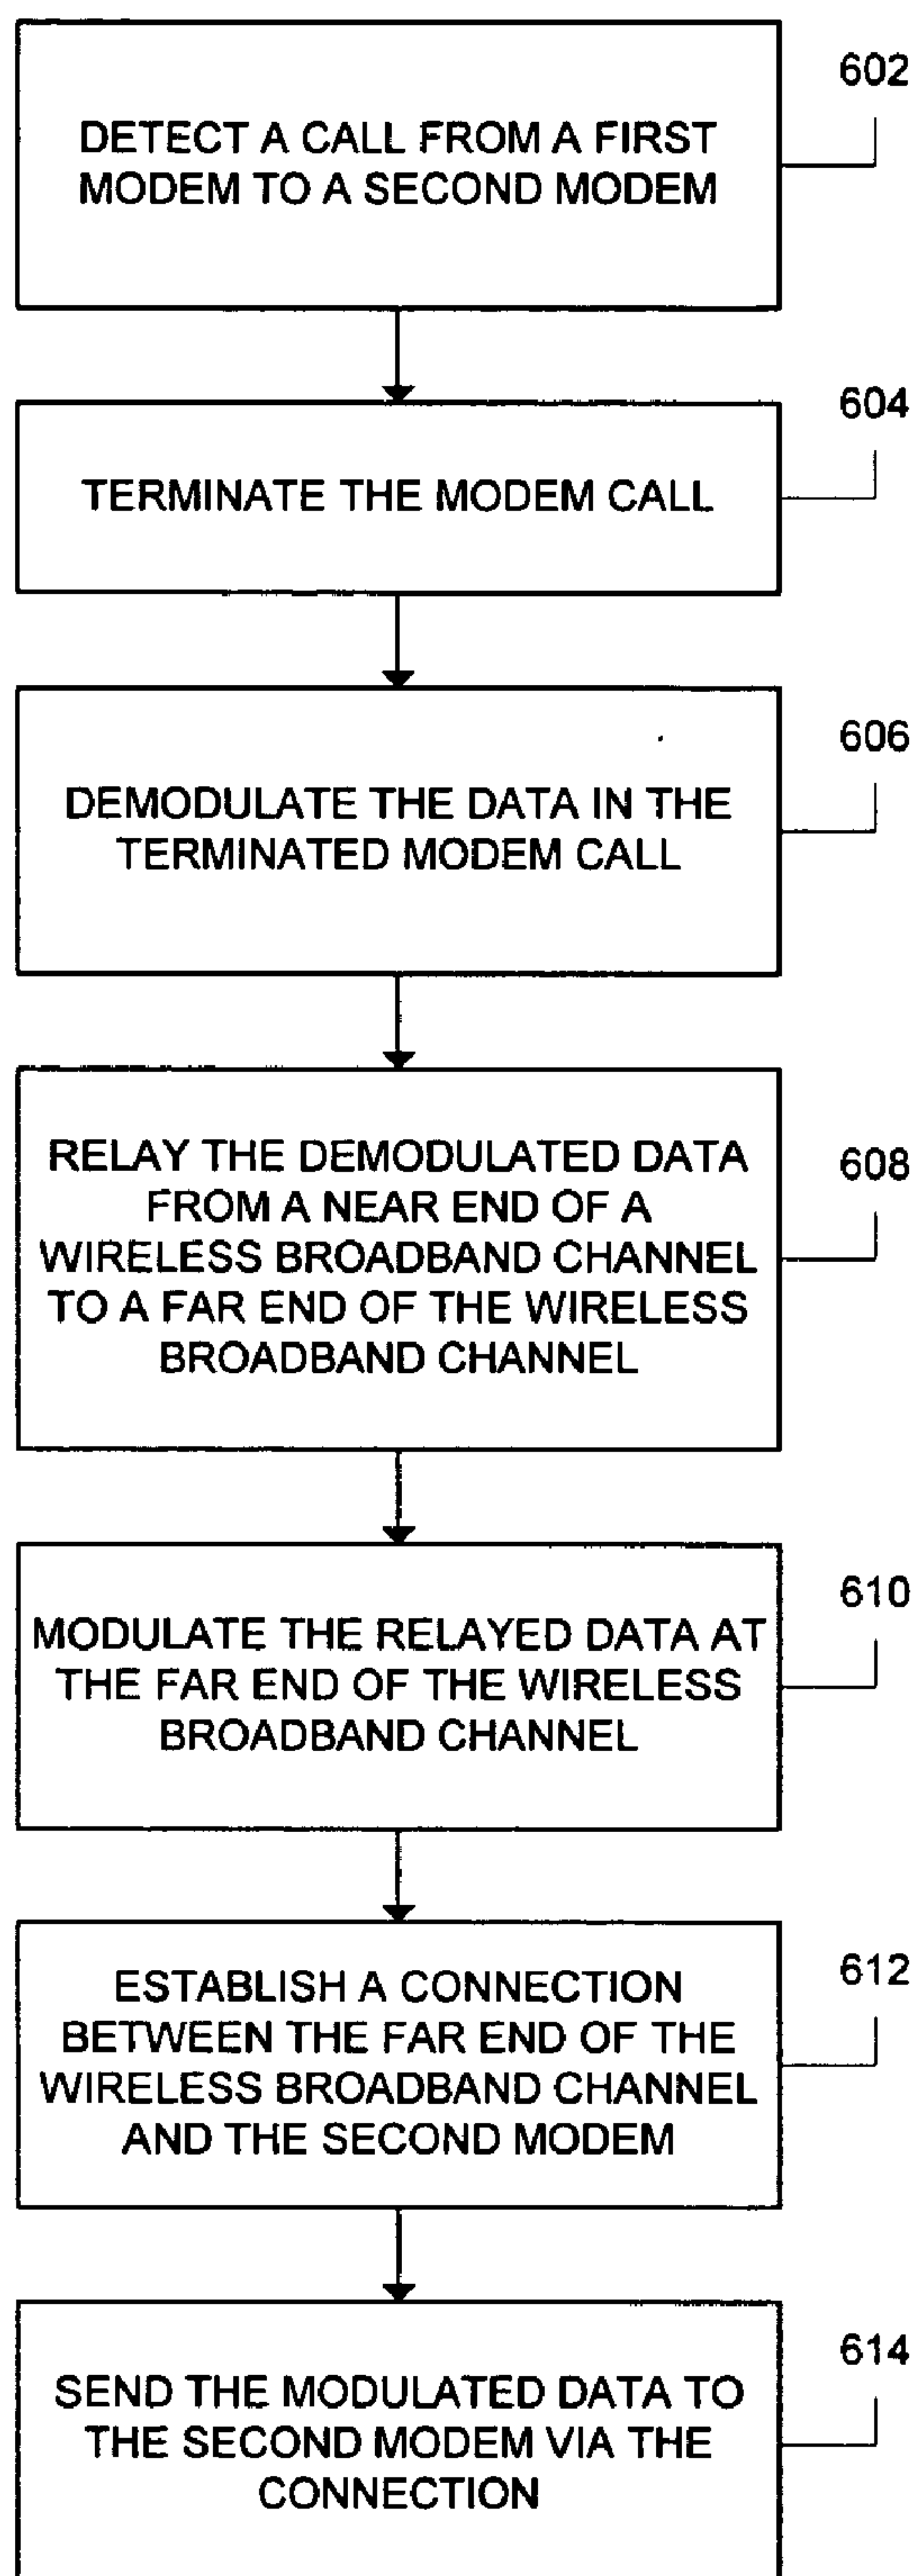 602
DETECT A CALL FROM A FIRST
MODEM TO A SECOND MODEM
604
TERMINATE THE MODEM CALL
606
DEMODULATE THE DATA IN THE
TERMINATED MODEM CALL
608
RELAY THE DEMODULATED DATA
FROM A NEAR END OF A
WIRELESS BROADBAND CHANNEL
TO A FAR END OF THE WIRELESS
BROADBAND CHANNEL
610
MODULATE THE RELAYED DATA AT
THE FAR END OF THE WIRELESS
BROADBAND CHANNEL
612
ESTABLISH A CONNECTION
BETWEEN THE FAR END OF THE
WIRELESS BROADBAND CHANNEL
AND THE SECOND MODEM
614
SEND THE MODULATED DATA TO
THE SECOND MODEM VIA THE
CONNECTION